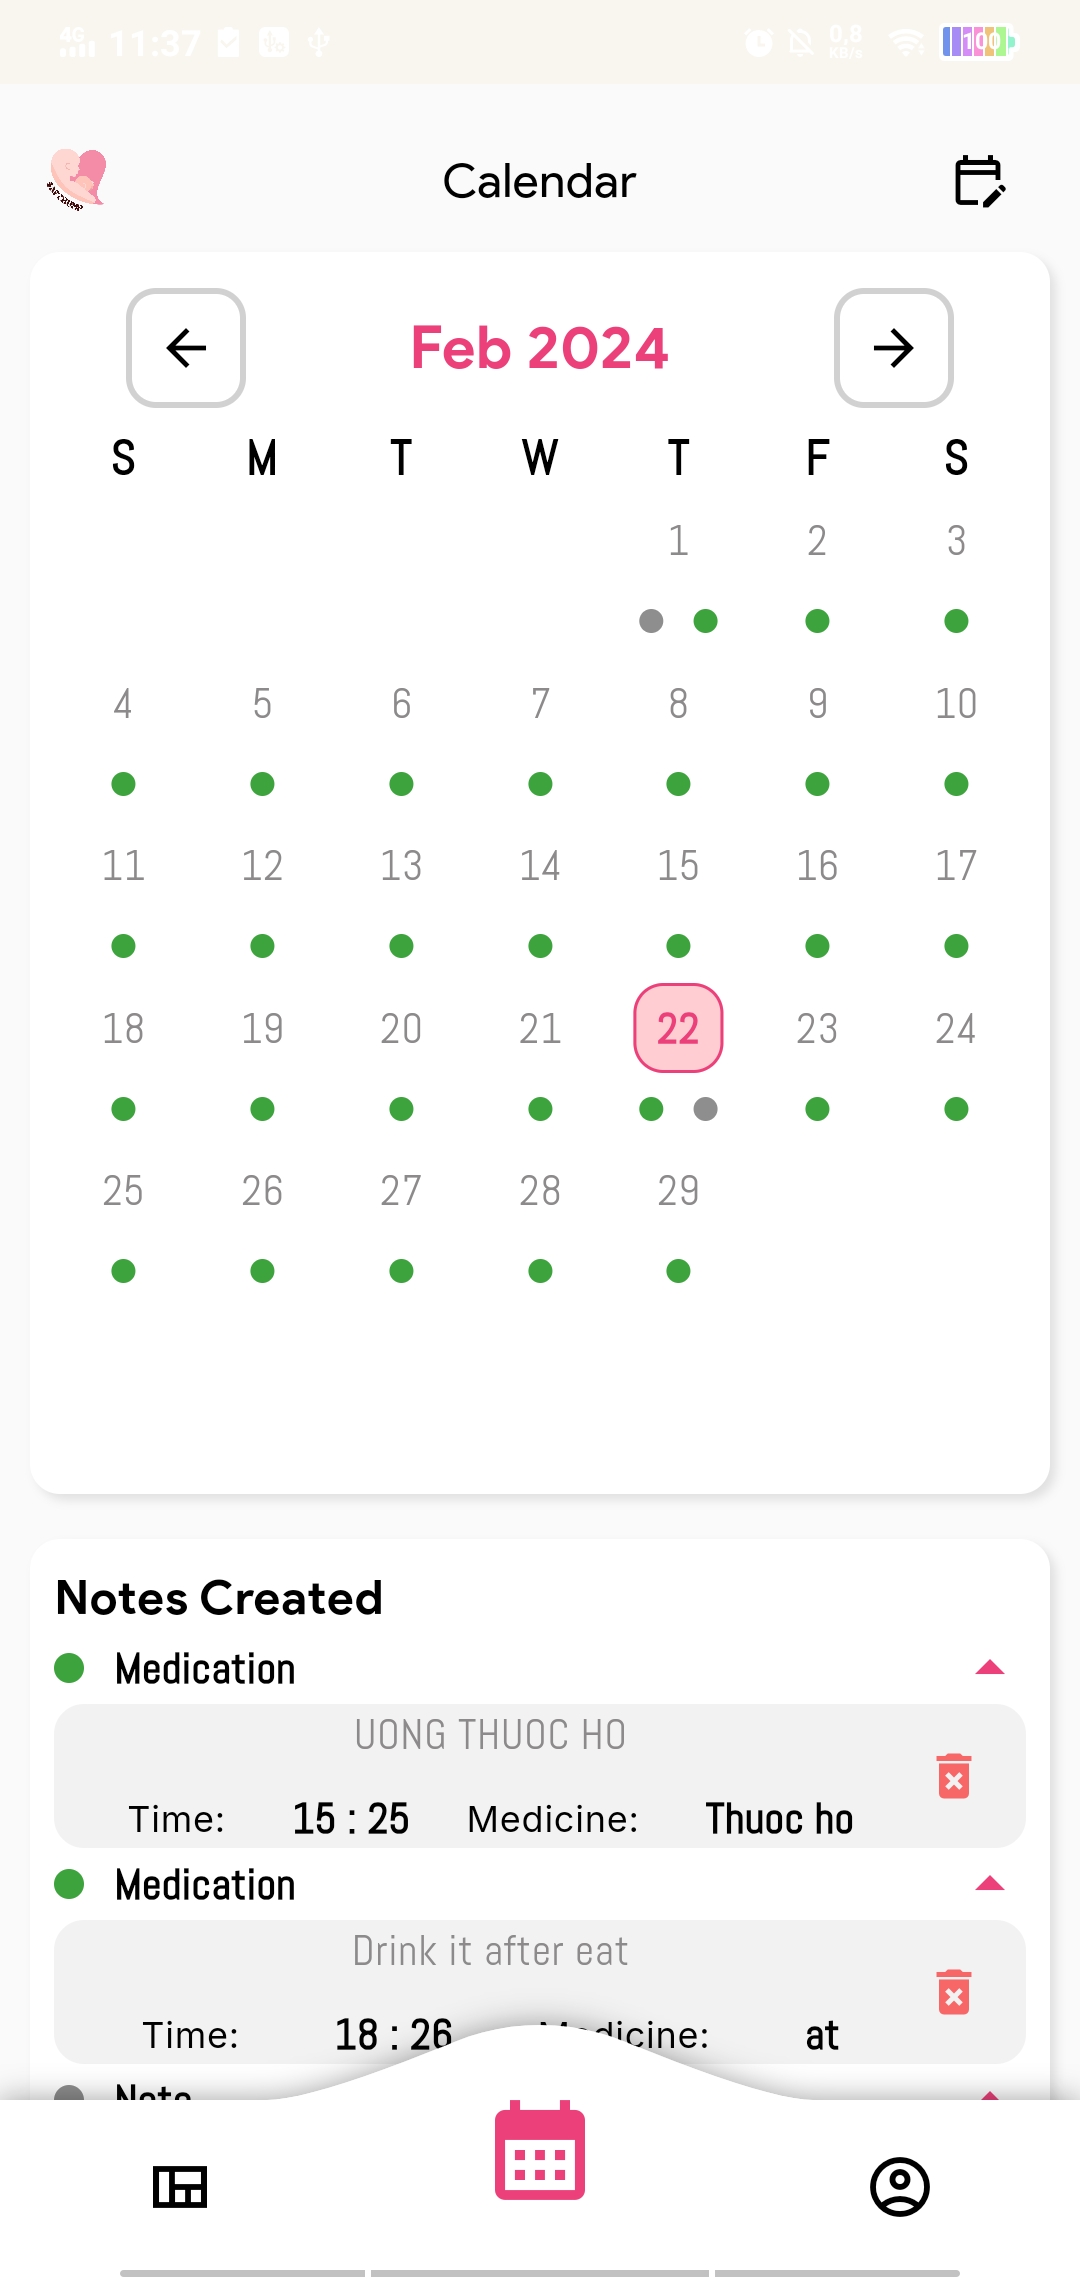 4G 11:37 0,8 KB/s 100
Calendar
Feb 2024
S M T W T F S
1 2 3
4 5 6 7 8 9 10
11 12 13 14 15 16 17
18 19 20 21 22 23 24
25 26 27 28 29
Notes Created
Medication
UONG THUOC HO
Time: 15 : 25 Medicine: Thuoc ho
Medication
Drink it after eat
Time: 18 : 26 Medicine: at
Note